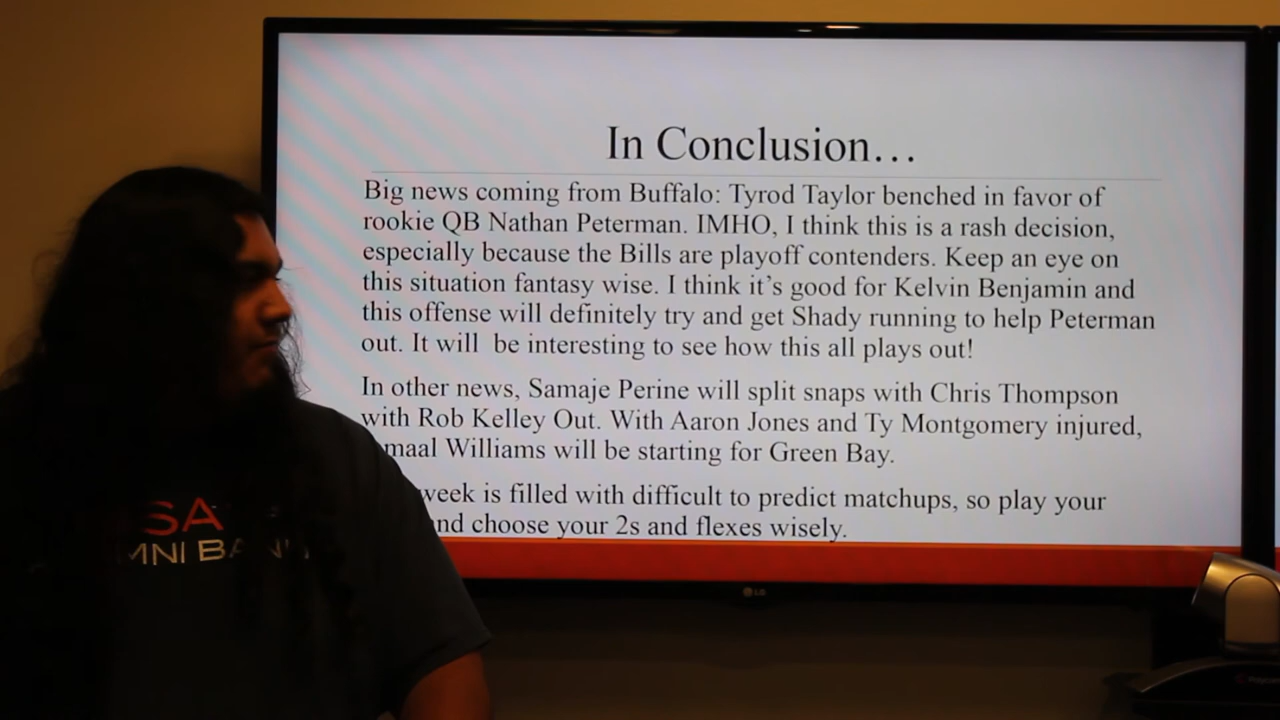 In Conclusion…
Big news coming from Buffalo: Tyrod Taylor benched in favor of
rookie QB Nathan Peterman. IMHO, I think this is a rash decision,
especially because the Bills are playoff contenders. Keep an eye on
this situation fantasy wise. I think it's good for Kelvin Benjamin and
this offense will definitely try and get Shady running to help Peterman
out. It will be interesting to see how this all plays out!
In other news, Samaje Perine will split snaps with Chris Thompson
with Rob Kelley Out. With Aaron Jones and Ty Montgomery injured,
maal Williams will be starting for Green Bay.
week is filled with difficult to predict matchups, so play your
nd choose your 2s and flexes wisely.
SA
MNI BAN
LG